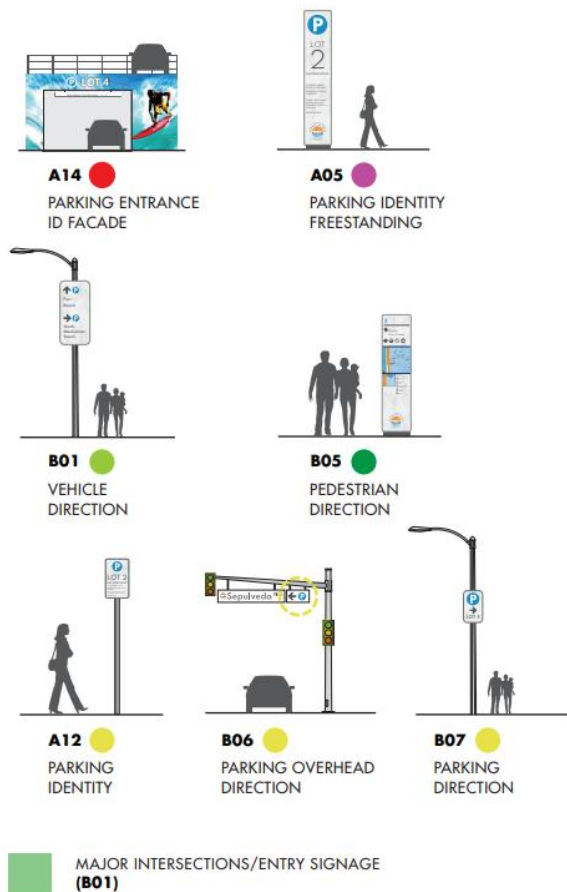 P LOT 4
A14
PARKING ENTRANCE
ID FACADE
P
LOT
2
A05
PARKING IDENTITY
FREESTANDING
P
P
B01
VEHICLE
DIRECTION
B05
PEDESTRIAN
DIRECTION
P
LOT 2
A12
PARKING
IDENTITY
Sepulveda
P
B06
PARKING OVERHEAD
DIRECTION
P
LOT
B07
PARKING
DIRECTION
MAJOR INTERSECTIONS/ENTRY SIGNAGE
(B01)